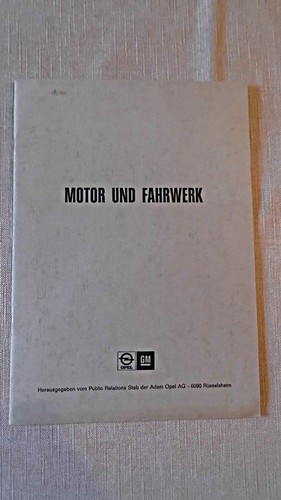 MOTOR UND FAHRWERK
OPEL GM
Herausgegeben vom Public Relations Stab der Adam Opel AG - 6090 Rüsselsheim